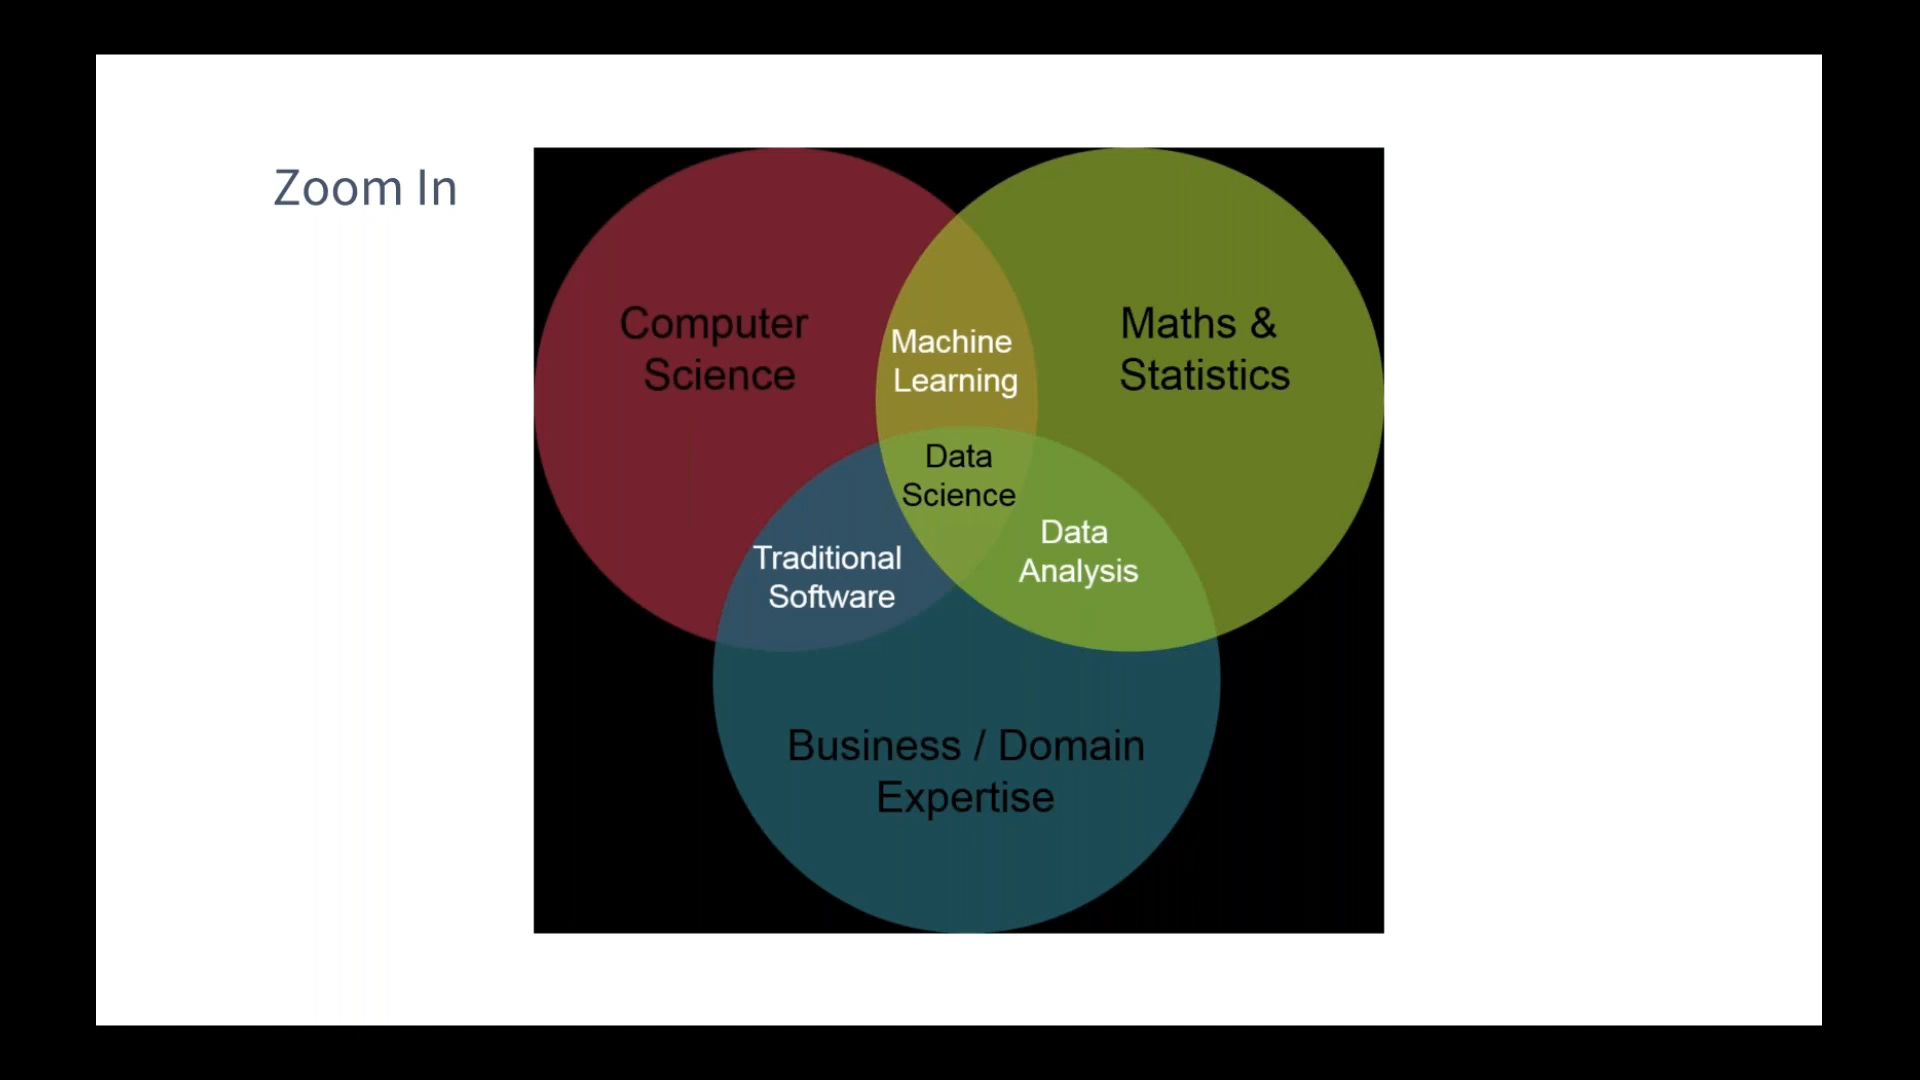 Zoom In
Computer
Science
Maths &
Statistics
Machine
Learning
Data
Science
Data
Analysis
Traditional
Software
Business / Domain
Expertise